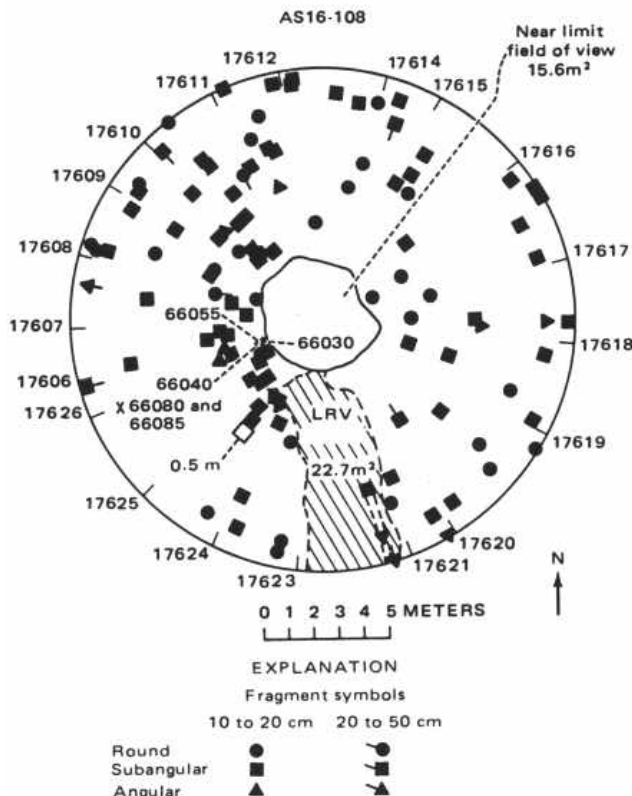 AS16-108
Near limit
field of view
15.6m²
17612
17614
17611
17615
17610
17616
17609
17608
17617
66055
66030
17607
17618
66040
17606
x 66080 and
17626
66085
LRV
0.5 m
22.7m²
17619
17625
17624
17620
17621
17623
N
0 1 2 3 4 5 METERS
EXPLANATION
Fragment symbols
10 to 20 cm 20 to 50 cm
Round
Subangular
Angular